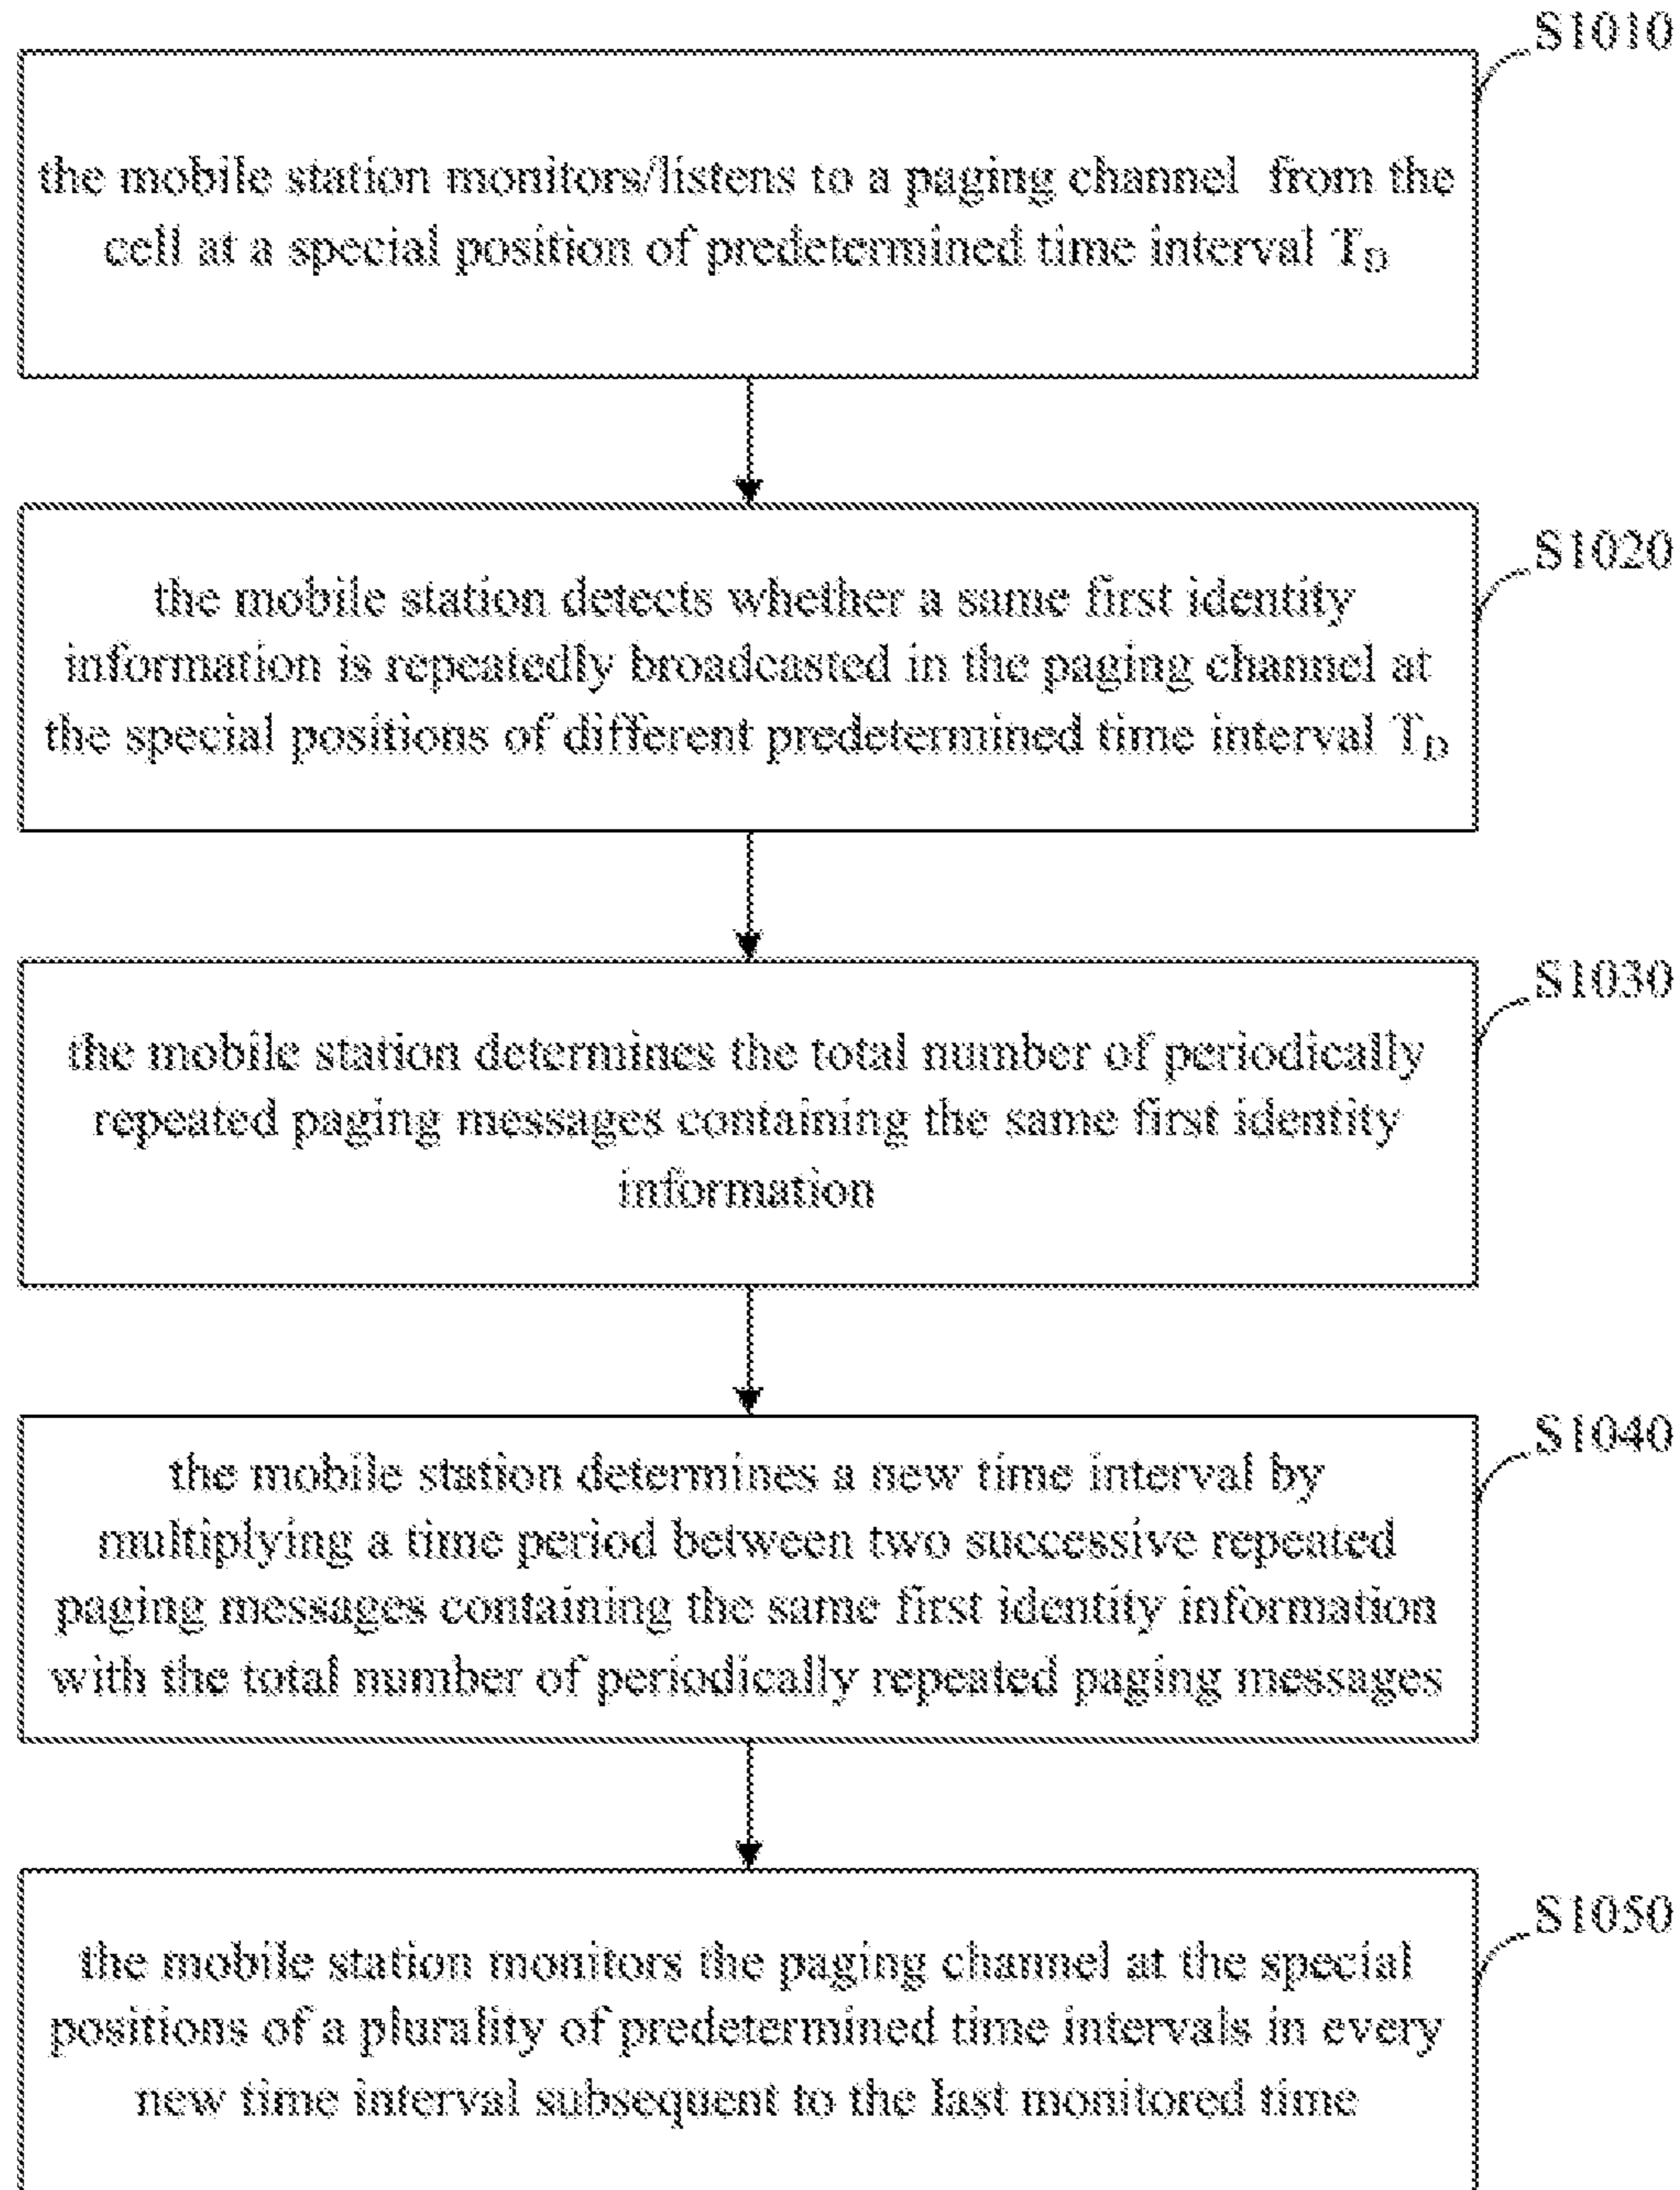 S1010
the mobile station monitors/listens to a paging channel from the
cell at a special position of predetermined time interval T_D
S1020
the mobile station detects whether a same first identity
information is repeatedly broadcasted in the paging channel at
the special positions of different predetermined time interval T_D
S1030
the mobile station determines the total number of periodically
repeated paging messages containing the same first identity
information
S1040
the mobile station determines a new time interval by
multiplying a time period between two successive repeated
paging messages containing the same first identity information
with the total number of periodically repeated paging messages
S1050
the mobile station monitors the paging channel at the special
positions of a plurality of predetermined time intervals in every
new time interval subsequent to the last monitored time